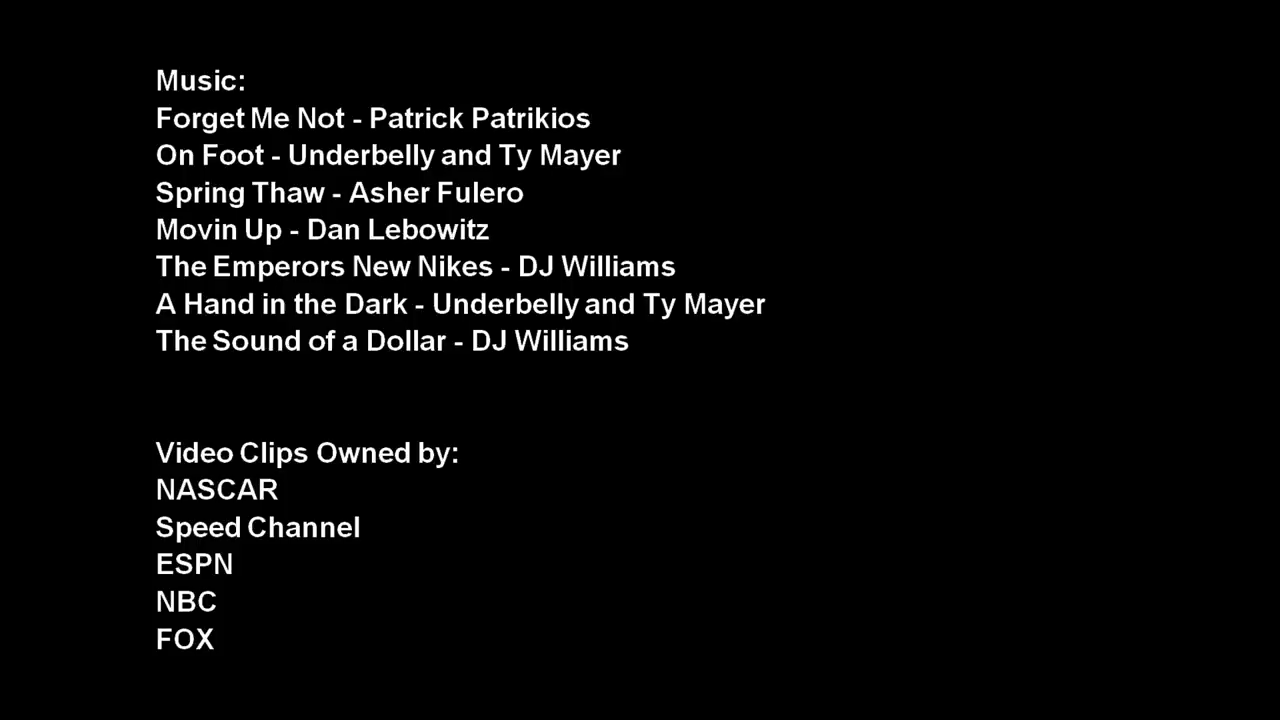 Music:
Forget Me Not - Patrick Patrikios
On Foot - Underbelly and Ty Mayer
Spring Thaw - Asher Fulero
Movin Up - Dan Lebowitz
The Emperors New Nikes - DJ Williams
A Hand in the Dark - Underbelly and Ty Mayer
The Sound of a Dollar - DJ Williams
Video Clips Owned by:
NASCAR
Speed Channel
ESPN
NBC
FOX